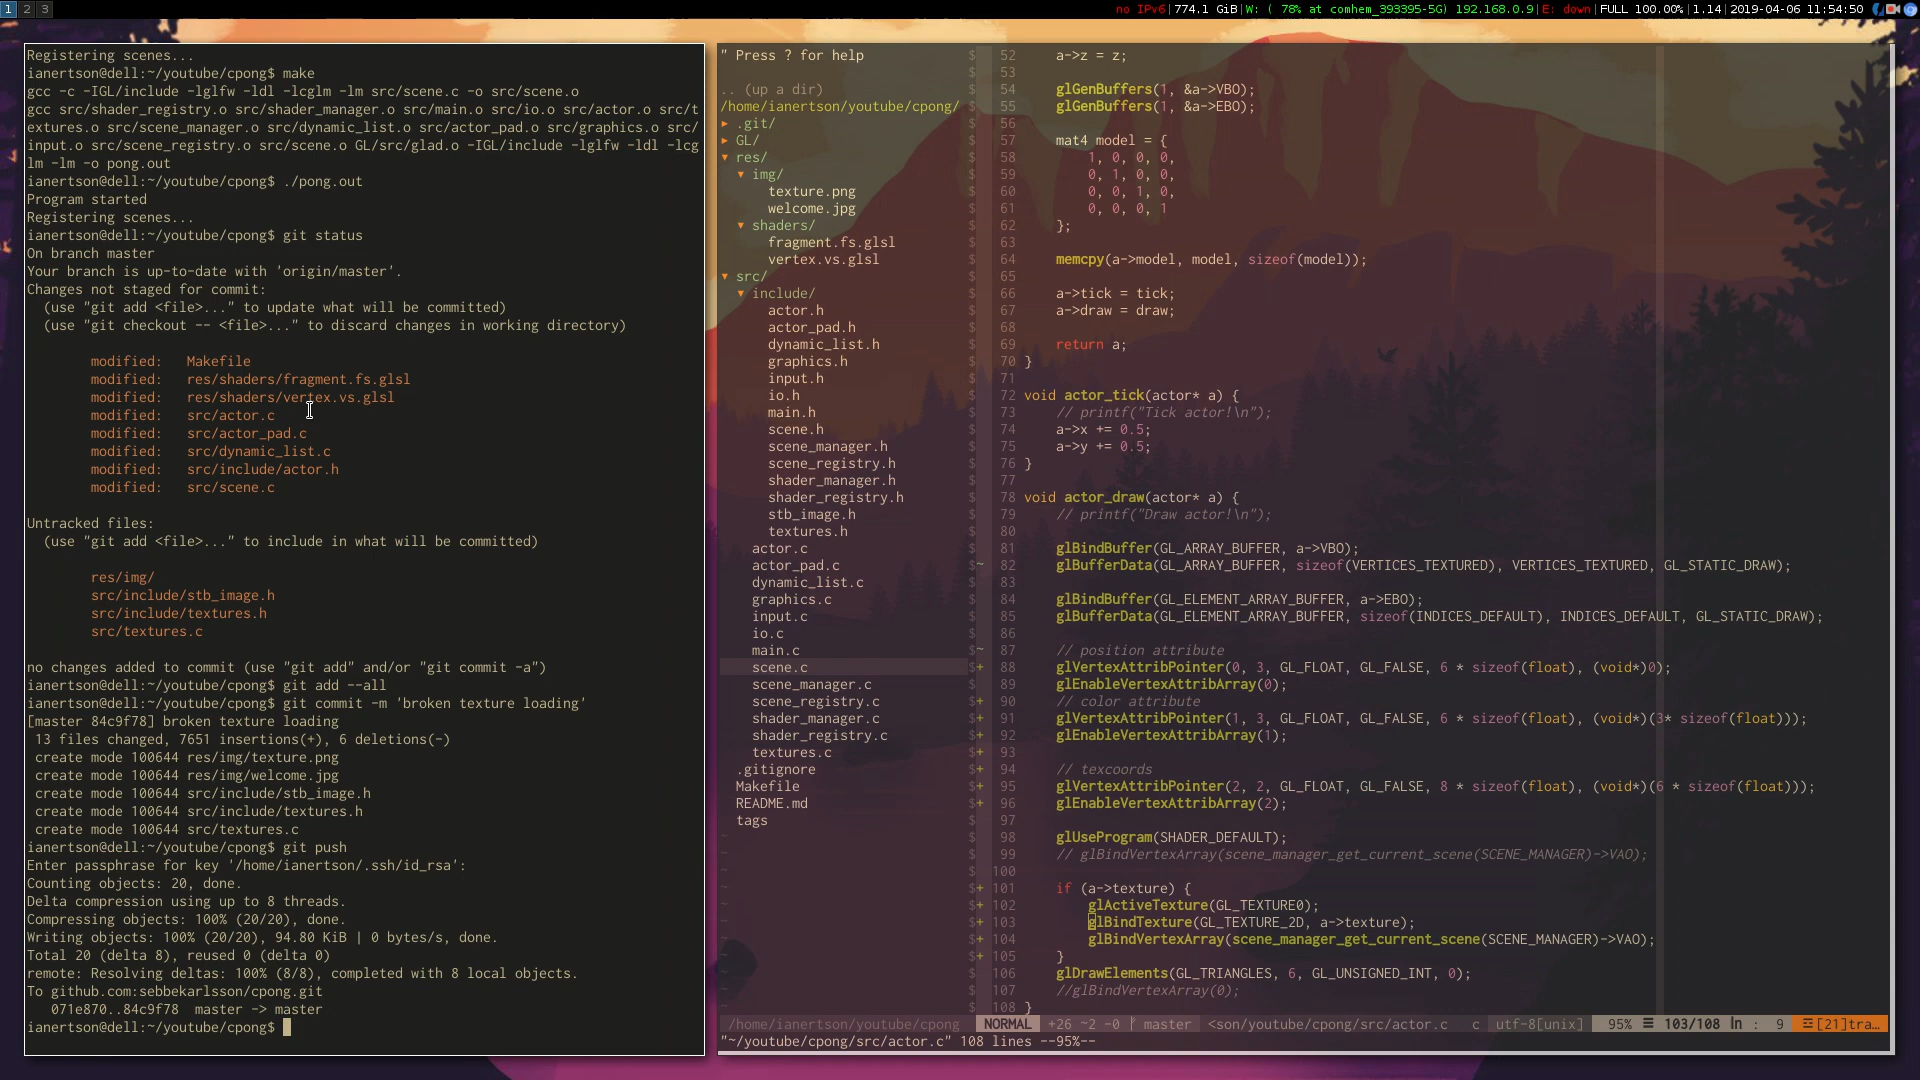 1 2 3
no IPv6|774.1 GiB|W: ( 78% at comhem_393395-5G) 192.168.0.9|E: down|FULL 100.00%|1.14|2019-04-06 11:54:50
Registering scenes...
ianertson@dell:~/youtube/cpong$ make
gcc -c -IGL/include -lglfw -ldl -lcglm -lm src/scene.c -o src/scene.o
gcc src/shader_registry.o src/shader_manager.o src/main.o src/io.o src/actor.o src/t
extures.o src/scene_manager.o src/dynamic_list.o src/actor_pad.o src/graphics.o src/
input.o src/scene_registry.o src/scene.o GL/src/glad.o -IGL/include -lglfw -ldl -lcg
lm -lm -o pong.out
ianertson@dell:~/youtube/cpong$ ./pong.out
Program started
Registering scenes...
ianertson@dell:~/youtube/cpong$ git status
On branch master
Your branch is up-to-date with 'origin/master'.
Changes not staged for commit:
  (use "git add <file>..." to update what will be committed)
  (use "git checkout -- <file>..." to discard changes in working directory)
        modified:   Makefile
        modified:   res/shaders/fragment.fs.glsl
        modified:   res/shaders/vertex.vs.glsl
        modified:   src/actor.c
        modified:   src/actor_pad.c
        modified:   src/dynamic_list.c
        modified:   src/include/actor.h
        modified:   src/scene.c
Untracked files:
  (use "git add <file>..." to include in what will be committed)
        res/img/
        src/include/stb_image.h
        src/include/textures.h
        src/textures.c
no changes added to commit (use "git add" and/or "git commit -a")
ianertson@dell:~/youtube/cpong$ git add --all
ianertson@dell:~/youtube/cpong$ git commit -m 'broken texture loading'
[master 84c9f78] broken texture loading
 13 files changed, 7651 insertions(+), 6 deletions(-)
 create mode 100644 res/img/texture.png
 create mode 100644 res/img/welcome.jpg
 create mode 100644 src/include/stb_image.h
 create mode 100644 src/include/textures.h
 create mode 100644 src/textures.c
ianertson@dell:~/youtube/cpong$ git push
Enter passphrase for key '/home/ianertson/.ssh/id_rsa':
Counting objects: 20, done.
Delta compression using up to 8 threads.
Compressing objects: 100% (20/20), done.
Writing objects: 100% (20/20), 94.80 KiB | 0 bytes/s, done.
Total 20 (delta 8), reused 0 (delta 0)
remote: Resolving deltas: 100% (8/8), completed with 8 local objects.
To github.com:sebbekarlsson/cpong.git
   071e870..84c9f78  master -> master
ianertson@dell:~/youtube/cpong$
" Press ? for help
.. (up a dir)
/home/ianertson/youtube/cpong/
▸ .git/
▸ GL/
▾ res/
  ▾ img/
      texture.png
      welcome.jpg
  ▾ shaders/
      fragment.fs.glsl
      vertex.vs.glsl
▾ src/
  ▾ include/
      actor.h
      actor_pad.h
      dynamic_list.h
      graphics.h
      input.h
      io.h
      main.h
      scene.h
      scene_manager.h
      scene_registry.h
      shader_manager.h
      shader_registry.h
      stb_image.h
      textures.h
    actor.c
    actor_pad.c
    dynamic_list.c
    graphics.c
    input.c
    io.c
    main.c
    scene.c
    scene_manager.c
    scene_registry.c
    shader_manager.c
    shader_registry.c
    textures.c
  .gitignore
  Makefile
  README.md
  tags
$ 52     a->z = z;
$ 53
$ 54     glGenBuffers(1, &a->VBO);
$ 55     glGenBuffers(1, &a->EBO);
$ 56
$ 57     mat4 model = {
$ 58         1, 0, 0, 0,
$ 59         0, 1, 0, 0,
$ 60         0, 0, 1, 0,
$ 61         0, 0, 0, 1
$ 62     };
$ 63
$ 64     memcpy(a->model, model, sizeof(model));
$ 65
$ 66     a->tick = tick;
$ 67     a->draw = draw;
$ 68
$ 69     return a;
$ 70 }
$ 71
$ 72 void actor_tick(actor* a) {
$ 73     // printf("Tick actor!\n");
$ 74     a->x += 0.5;
$ 75     a->y += 0.5;
$ 76 }
$ 77
$ 78 void actor_draw(actor* a) {
$ 79     // printf("Draw actor!\n");
$ 80
$ 81     glBindBuffer(GL_ARRAY_BUFFER, a->VBO);
$~ 82     glBufferData(GL_ARRAY_BUFFER, sizeof(VERTICES_TEXTURED), VERTICES_TEXTURED, GL_STATIC_DRAW);
$ 83
$ 84     glBindBuffer(GL_ELEMENT_ARRAY_BUFFER, a->EBO);
$ 85     glBufferData(GL_ELEMENT_ARRAY_BUFFER, sizeof(INDICES_DEFAULT), INDICES_DEFAULT, GL_STATIC_DRAW);
$ 86
$~ 87     // position attribute
$+ 88     glVertexAttribPointer(0, 3, GL_FLOAT, GL_FALSE, 6 * sizeof(float), (void*)0);
$ 89     glEnableVertexAttribArray(0);
$+ 90     // color attribute
$+ 91     glVertexAttribPointer(1, 3, GL_FLOAT, GL_FALSE, 6 * sizeof(float), (void*)(3* sizeof(float)));
$+ 92     glEnableVertexAttribArray(1);
$+ 93
$+ 94     // texcoords
$+ 95     glVertexAttribPointer(2, 2, GL_FLOAT, GL_FALSE, 8 * sizeof(float), (void*)(6 * sizeof(float)));
$+ 96     glEnableVertexAttribArray(2);
$ 97
$ 98     glUseProgram(SHADER_DEFAULT);
$ 99     // glBindVertexArray(scene_manager_get_current_scene(SCENE_MANAGER)->VAO);
$ 100
$+ 101     if (a->texture) {
$+ 102         glActiveTexture(GL_TEXTURE0);
$+ 103         glBindTexture(GL_TEXTURE_2D, a->texture);
$+ 104         glBindVertexArray(scene_manager_get_current_scene(SCENE_MANAGER)->VAO);
$+ 105     }
$ 106     glDrawElements(GL_TRIANGLES, 6, GL_UNSIGNED_INT, 0);
$ 107     //glBindVertexArray(0);
$ 108 }
/home/ianertson/youtube/cpong  NORMAL  +26 ~2 -0  master  <son/youtube/cpong/src/actor.c  c  utf-8[unix]  95% ☰ 103/108 ln :  9  ☲[21]tra…
"~/youtube/cpong/src/actor.c" 108 lines --95%--